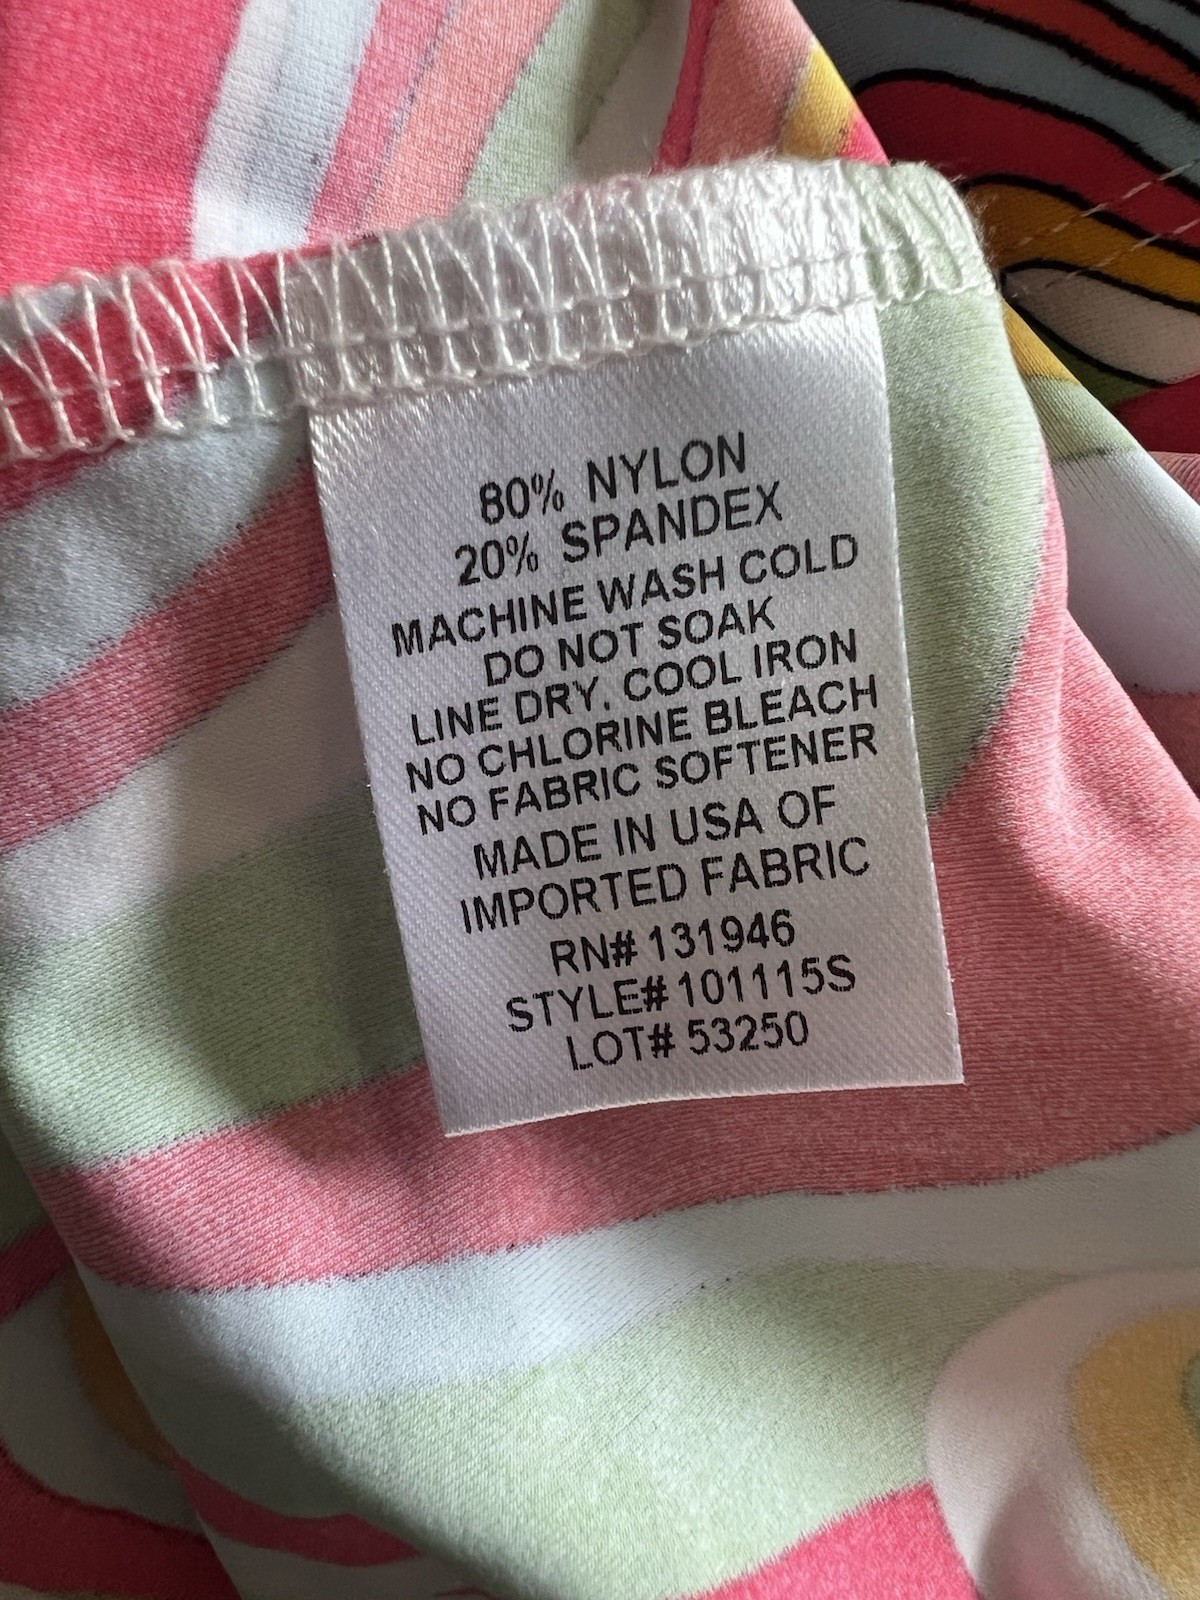 80% NYLON
20% SPANDEX
MACHINE WASH COLD
DO NOT SOAK
LINE DRY. COOL IRON
NO CHLORINE BLEACH
NO FABRIC SOFTENER
MADE IN USA OF
IMPORTED FABRIC
RN# 131946
STYLE# 101115S
LOT# 53250